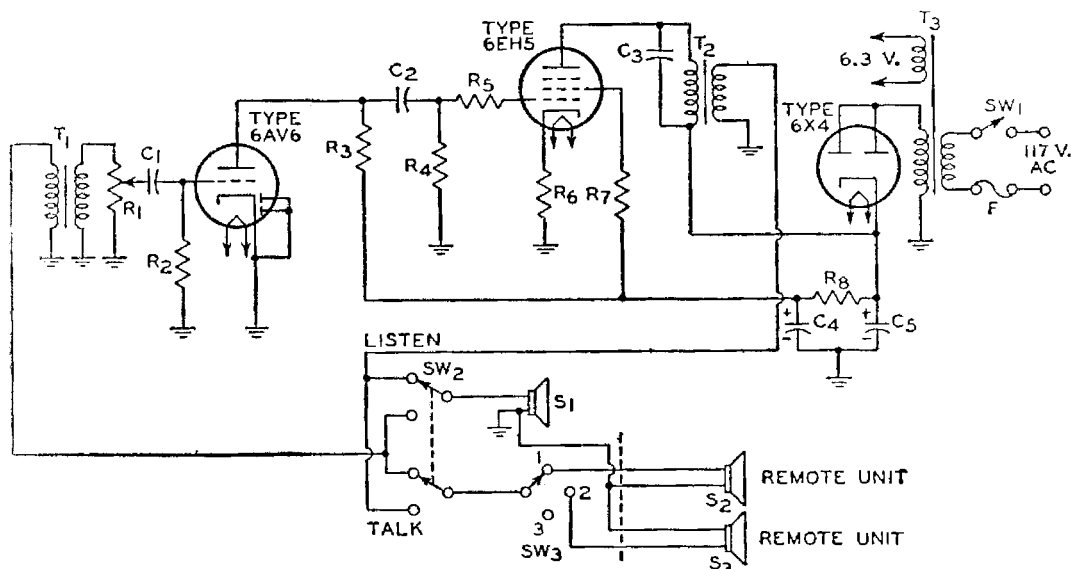 TYPE
6EH5
T3
6.3 V.
C3
T2
C2
R5
TYPE
6AV6
TYPE
6X4
SW1
117 V.
AC
F
T1
C1
R1
R3
R4
R6
R7
R2
R8
+
-
C4
+
-
C5
LISTEN
SW2
S1
1
2
3
SW3
TALK
S2
REMOTE UNIT
S3
REMOTE UNIT